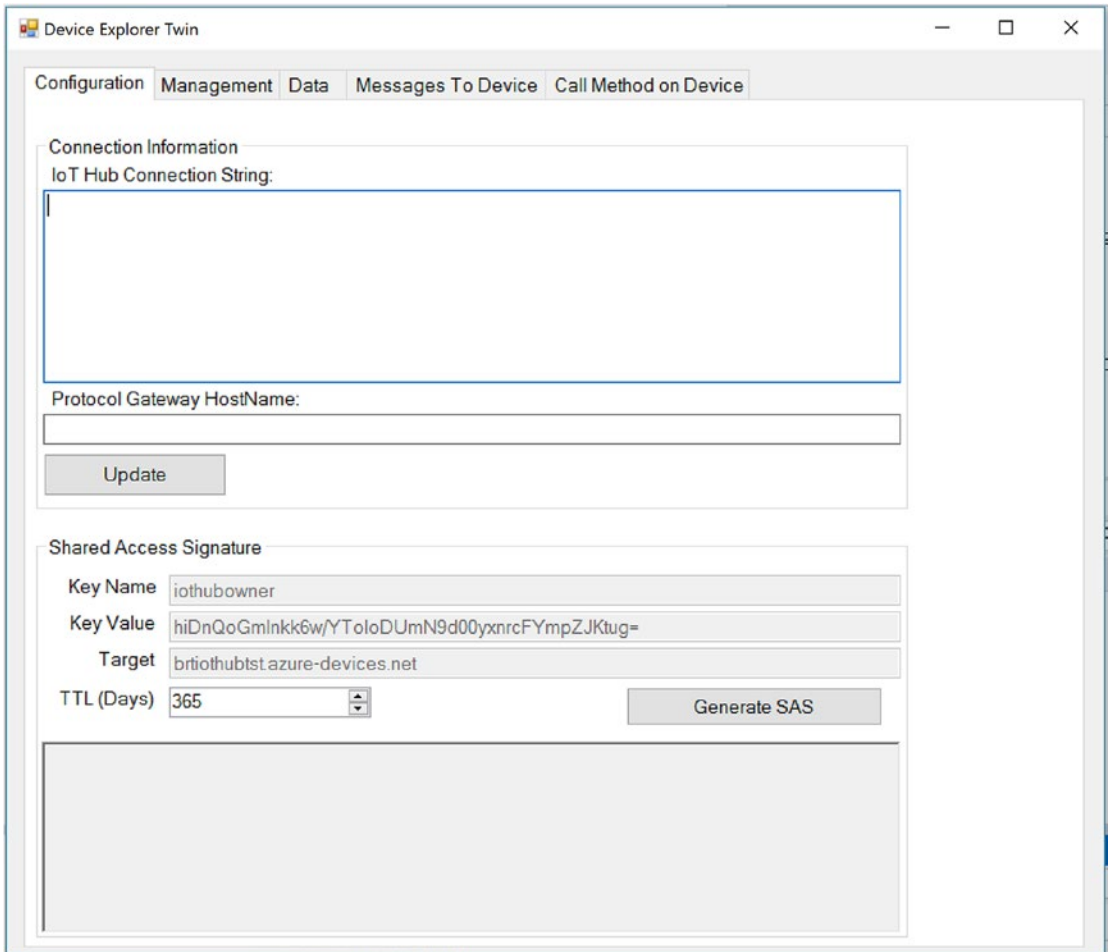 Device Explorer Twin
Configuration Management Data Messages To Device Call Method on Device
Connection Information
IoT Hub Connection String:
Protocol Gateway HostName:
Update
Shared Access Signature
Key Name iothubowner
Key Value hiDnQoGmlnkk6w/YToIoDUmN9d00yxnrcFYmpZJKtug=
Target brtiothubtst.azure-devices.net
TTL (Days) 365
Generate SAS